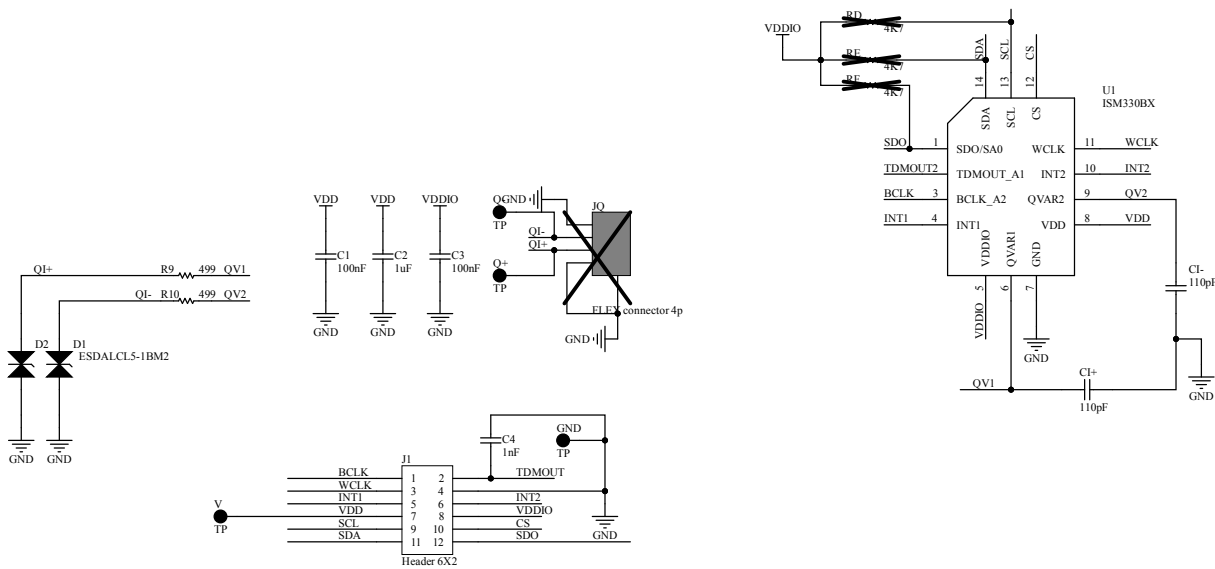 RD
4K7
VDDIO
RE
4K7
RF
4K7
SDA
SCL
CS
14
13
12
U1
ISM330BX
SDA
SCL
CS
SDO 1 SDO/SA0 WCLK 11 WCLK
TDMOUT2 TDMOUT_A1 INT2 10 INT2
BCLK 3 BCLK_A2 QVAR2 9 QV2
INT1 4 INT1 VDD 8 VDD
VDDIO
QVAR1
GND
5
6
7
VDDIO
GND
CI-
110pF
QV1
CI+
110pF
GND
VDD
C1
100nF
GND
VDD
C2
1uF
GND
VDDIO
C3
100nF
GND
Q-
GND
TP
JQ
QI-
QI+
Q+
TP
FLEX connector 4p
GND
QI+ R9 499 QV1
QI- R10 499 QV2
D2
D1
ESDALCL5-1BM2
GND
GND
C4
1nF
GND
TP
J1
BCLK 1 2 TDMOUT
WCLK 3 4
INT1 5 6 INT2
V
TP
VDD 7 8 VDDIO
SCL 9 10 CS
SDA 11 12 SDO
GND
Header 6X2